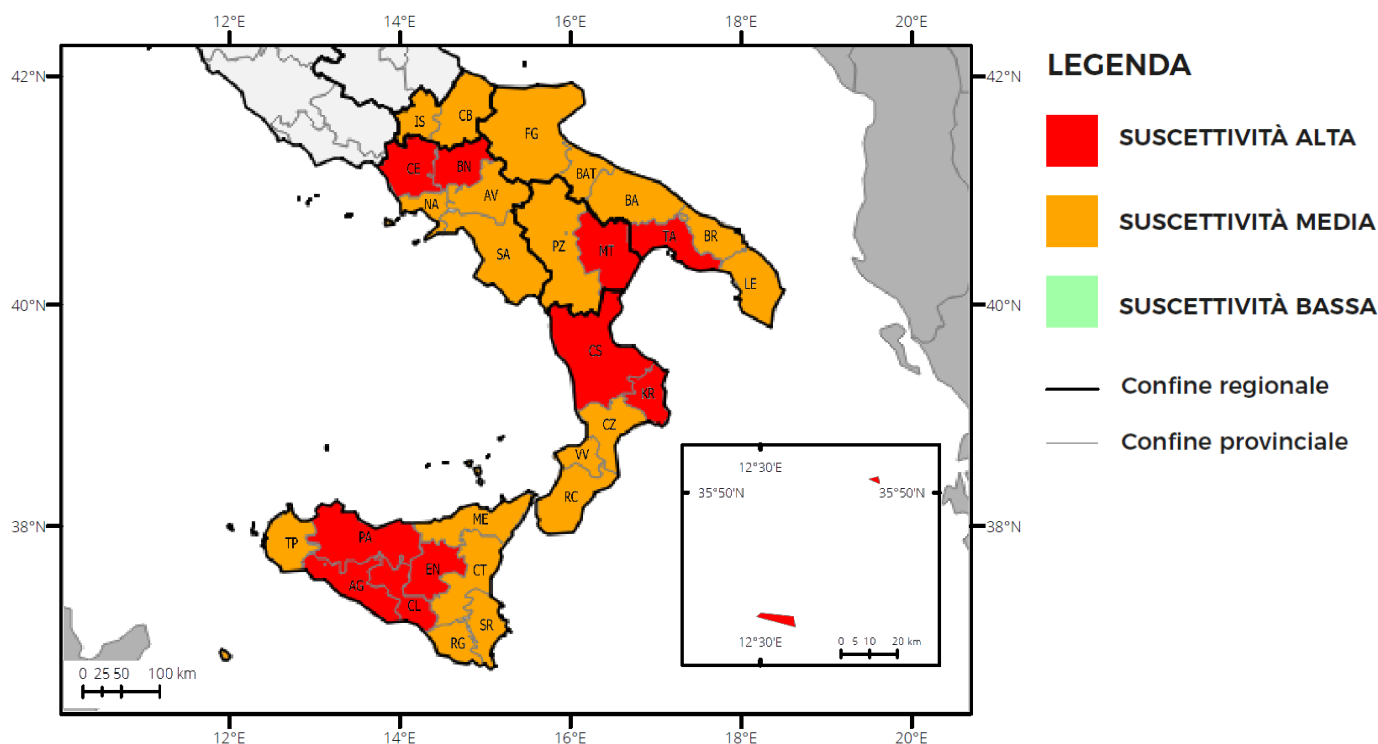 12°E 14°E 16°E 18°E 20°E
42°N 42°N
LEGENDA
SUSCETTIVITÀ ALTA
SUSCETTIVITÀ MEDIA
SUSCETTIVITÀ BASSA
Confine regionale
Confine provinciale
IS CB FG
CE BN BAT
NA AV BA
SA PZ MT TA BR
LE
40°N 40°N
CS
KR
CZ
VV
RC
12°30'E
35°50'N 35°50'N
38°N 38°N
TP PA ME
AG EN CT
CL SR
RG
12°30'E
0 5 10 20 km
0 25 50 100 km
12°E 14°E 16°E 18°E 20°E